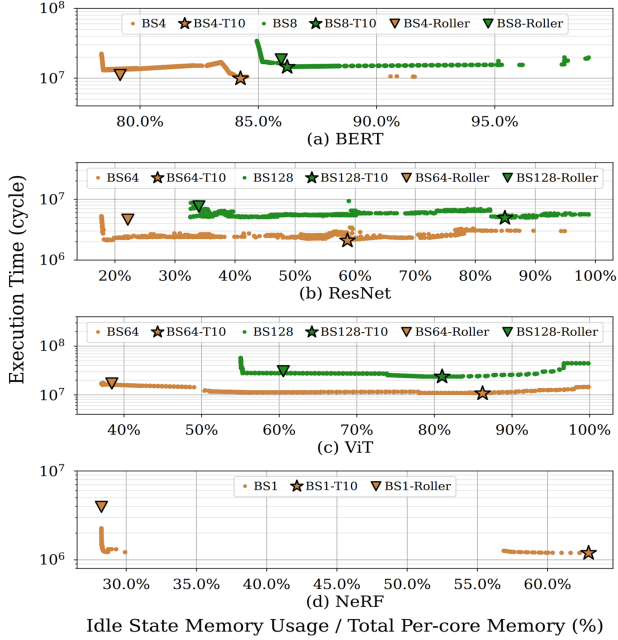 BS4 BS4-T10 BS8 BS8-T10 BS4-Roller BS8-Roller
10^8
10^7
80.0% 85.0% 90.0% 95.0%
(a) BERT
BS64 BS64-T10 BS128 BS128-T10 BS64-Roller BS128-Roller
10^7
10^6
20% 30% 40% 50% 60% 70% 80% 90% 100%
(b) ResNet
BS64 BS64-T10 BS128 BS128-T10 BS64-Roller BS128-Roller
10^8
10^7
40% 50% 60% 70% 80% 90% 100%
(c) ViT
BS1 BS1-T10 BS1-Roller
10^7
10^6
30.0% 35.0% 40.0% 45.0% 50.0% 55.0% 60.0%
(d) NeRF
Execution Time (cycle)
Idle State Memory Usage / Total Per-core Memory (%)